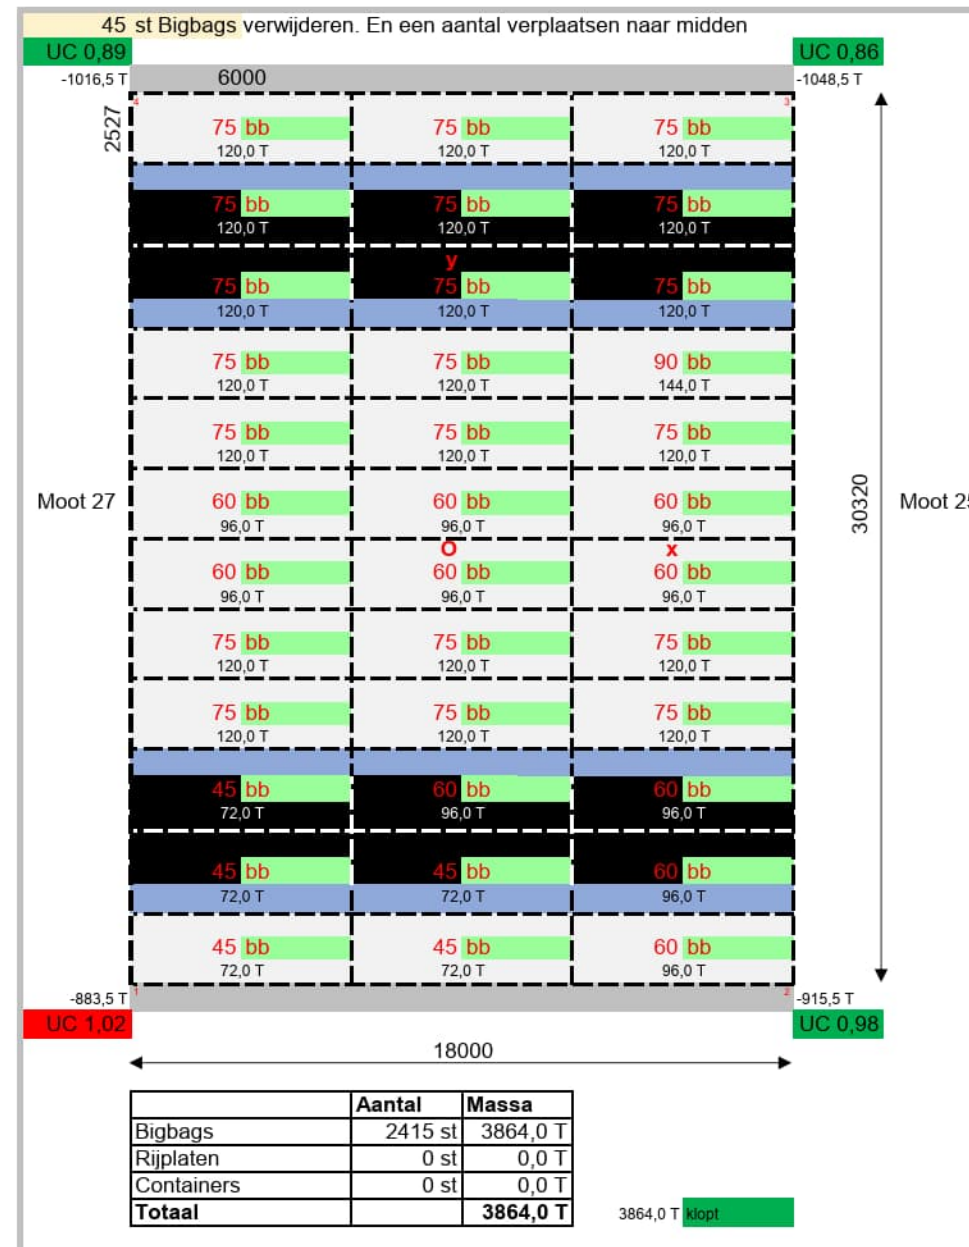 45 st Bigbags verwijderen. En een aantal verplaatsen naar midden
UC 0,89 UC 0,86
-1016,5 T 6000 -1048,5 T
4 3
2527
75 bb 75 bb 75 bb
120,0 T 120,0 T 120,0 T
75 bb 75 bb 75 bb
120,0 T 120,0 T 120,0 T
y
75 bb 75 bb 75 bb
120,0 T 120,0 T 120,0 T
75 bb 75 bb 90 bb
120,0 T 120,0 T 144,0 T
75 bb 75 bb 75 bb
120,0 T 120,0 T 120,0 T
Moot 27 60 bb 60 bb 60 bb 30320 Moot 25
96,0 T 96,0 T 96,0 T
O x
60 bb 60 bb 60 bb
96,0 T 96,0 T 96,0 T
75 bb 75 bb 75 bb
120,0 T 120,0 T 120,0 T
75 bb 75 bb 75 bb
120,0 T 120,0 T 120,0 T
45 bb 60 bb 60 bb
72,0 T 96,0 T 96,0 T
45 bb 45 bb 60 bb
72,0 T 72,0 T 96,0 T
45 bb 45 bb 60 bb
72,0 T 72,0 T 96,0 T
-883,5 T 1 2 -915,5 T
UC 1,02 UC 0,98
18000
Aantal Massa
Bigbags 2415 st 3864,0 T
Rijplaten 0 st 0,0 T
Containers 0 st 0,0 T
Totaal 3864,0 T 3864,0 T klopt